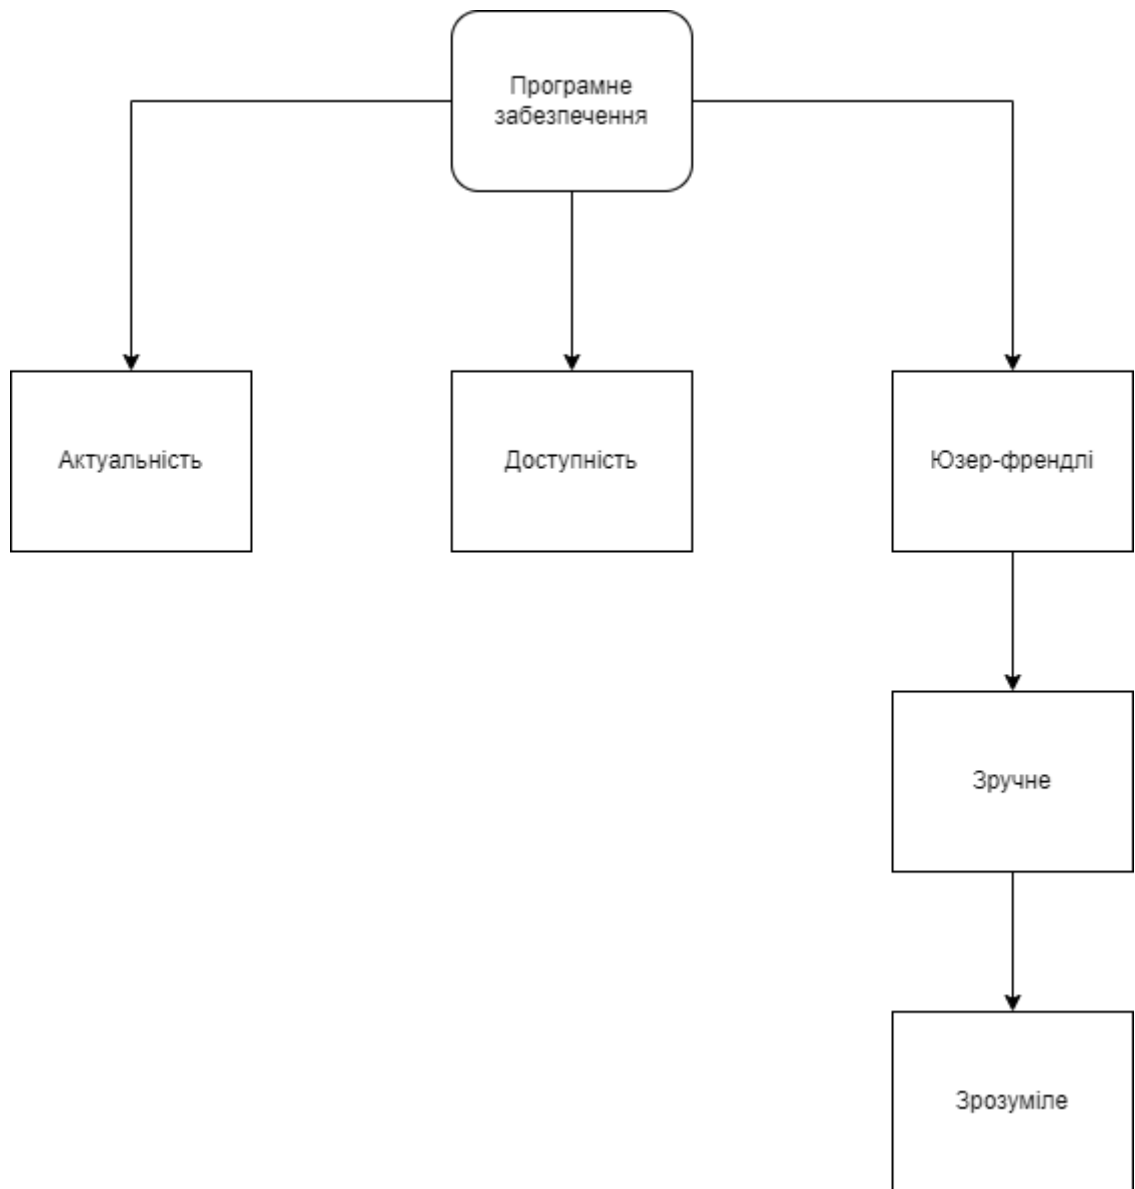 Програмне
забезпечення
Актуальність
Доступність
Юзер-френдлі
Зручне
Зрозуміле